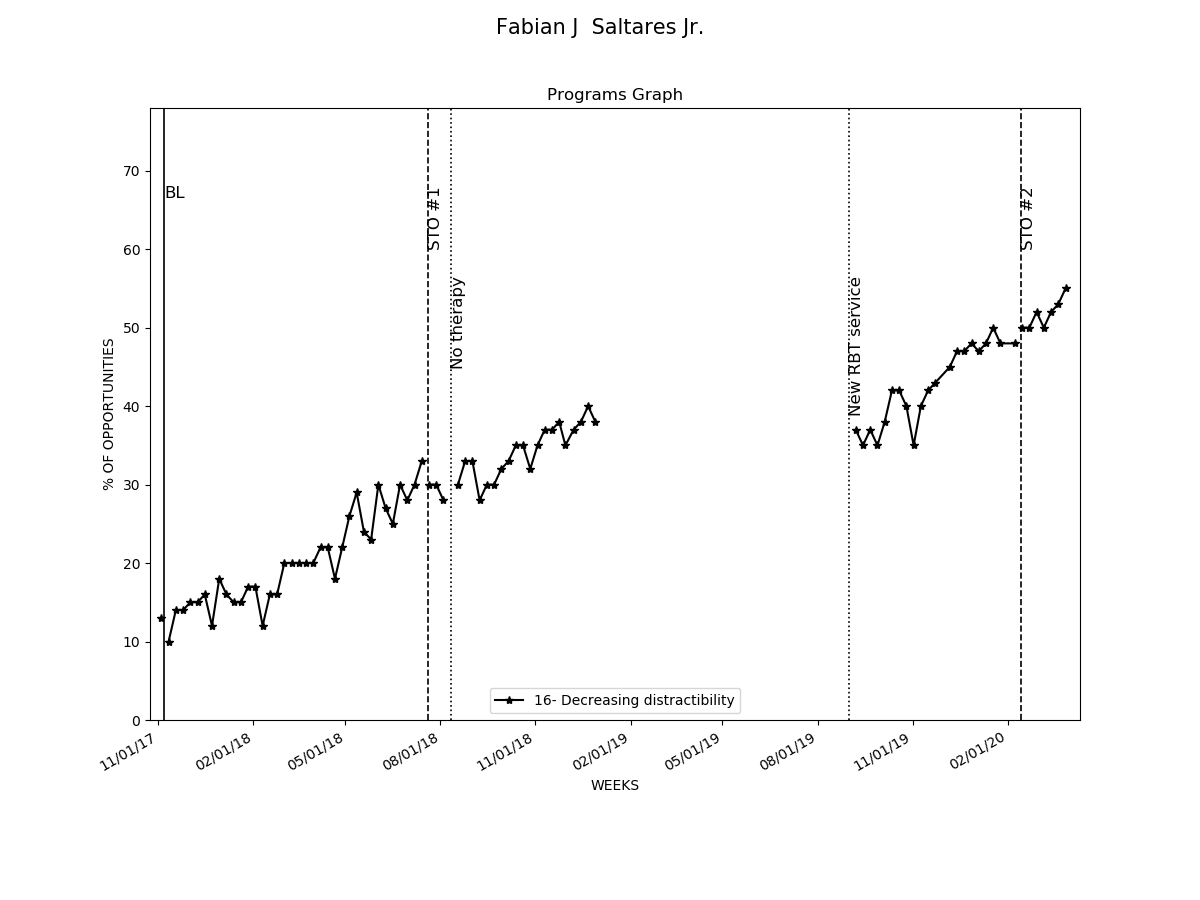 Fabian J  Saltares Jr.
Programs Graph
% OF OPPORTUNITIES
70
60
50
40
30
20
10
0
BL
STO #1
No therapy
New RBT service
STO #2
16- Decreasing distractibility
11/01/17
02/01/18
05/01/18
08/01/18
11/01/18
02/01/19
05/01/19
08/01/19
11/01/19
02/01/20
WEEKS